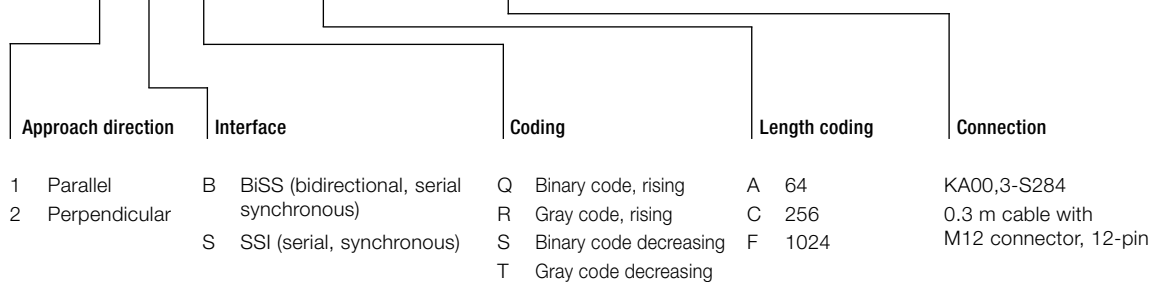 Approach direction
1 Parallel
2 Perpendicular
Interface
B BiSS (bidirectional, serial
synchronous)
S SSI (serial, synchronous)
Coding
Q Binary code, rising
R Gray code, rising
S Binary code decreasing
T Gray code decreasing
Length coding
A 64
C 256
F 1024
Connection
KA00,3-S284
0.3 m cable with
M12 connector, 12-pin